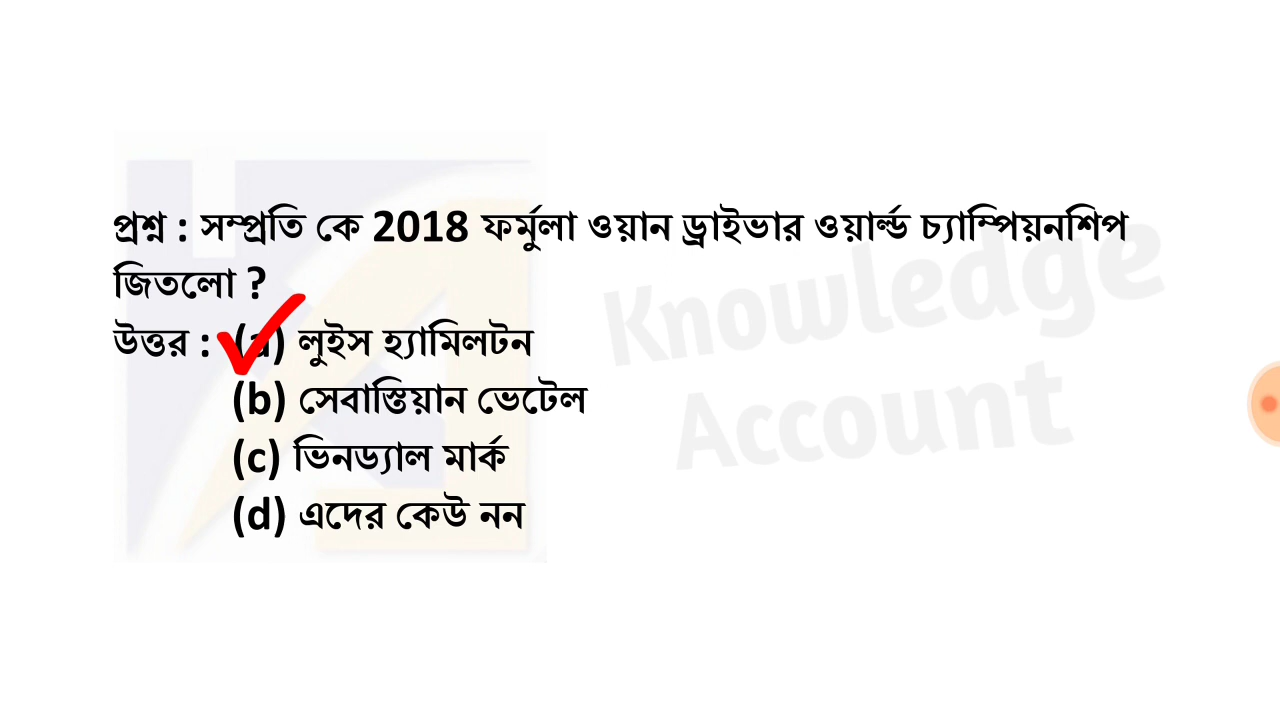 প্রশ্ন : সম্প্রতি কে 2018 ফর্মুলা ওয়ান ড্রাইভার ওয়ার্ল্ড চ্যাম্পিয়নশিপ
জিতলো ?
উত্তর : (a) লুইস হ্যামিলটন
(b) সেবাস্তিয়ান ভেটেল
(c) ভিনড্যাল মার্ক
(d) এদের কেউ নন
Knowledge
Account